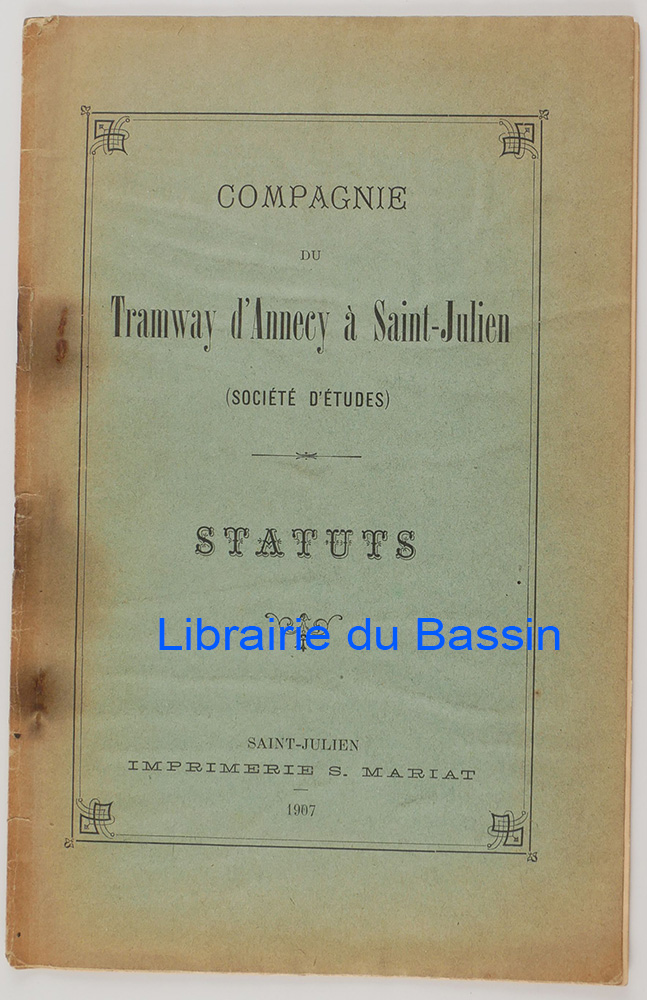 COMPAGNIE
DU
Tramway d'Annecy à Saint-Julien
(SOCIÉTÉ D'ÉTUDES)
STATUTS
Librairie du Bassin
SAINT-JULIEN
IMPRIMERIE S. MARIAT
1907